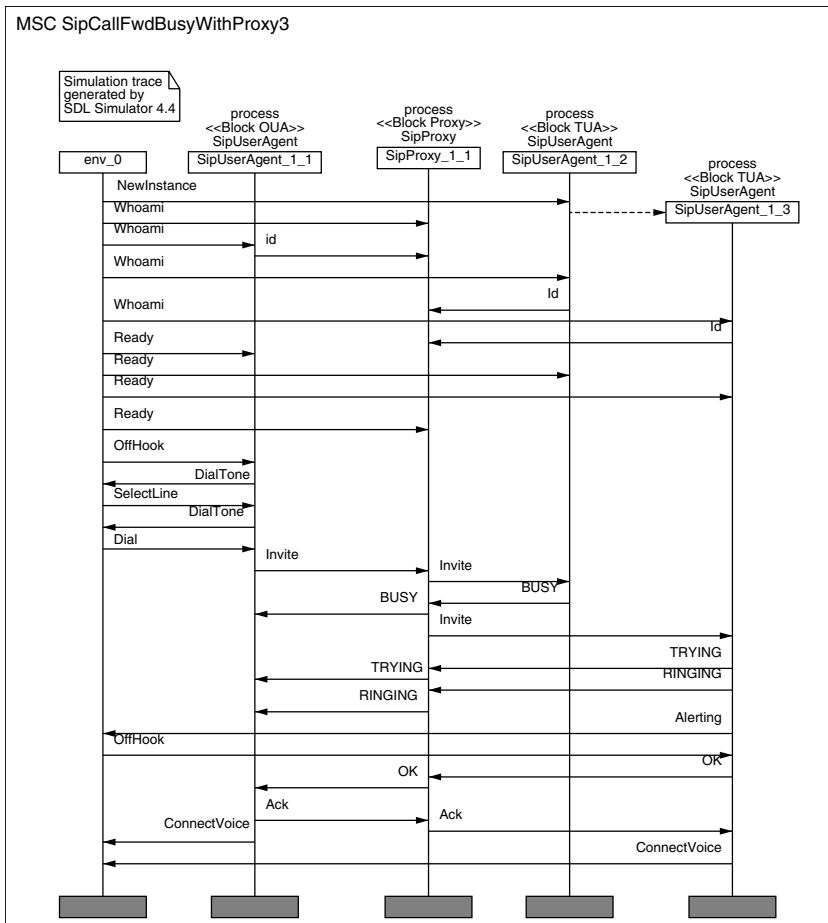 MSC SipCallFwdBusyWithProxy3
Simulation trace
generated by
SDL Simulator 4.4
process
<<Block OUA>>
SipUserAgent
process
<<Block Proxy>>
SipProxy
process
<<Block TUA>>
SipUserAgent
process
<<Block TUA>>
SipUserAgent
env_0
SipUserAgent_1_1
SipProxy_1_1
SipUserAgent_1_2
SipUserAgent_1_3
NewInstance
Whoami
Whoami
id
Whoami
Id
Whoami
Id
Ready
Ready
Ready
Ready
OffHook
DialTone
SelectLine
DialTone
Dial
Invite
Invite
BUSY
BUSY
Invite
TRYING
TRYING
RINGING
RINGING
Alerting
OffHook
OK
OK
Ack
Ack
ConnectVoice
ConnectVoice